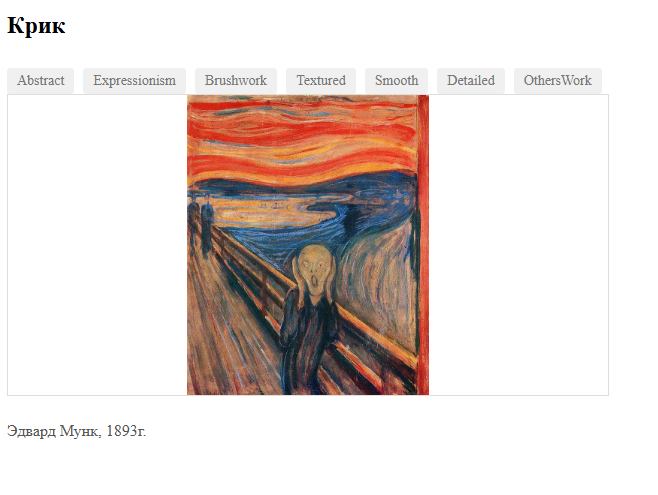 Крик
Abstract Expressionism Brushwork Textured Smooth Detailed OthersWork
Эдвард Мунк, 1893г.